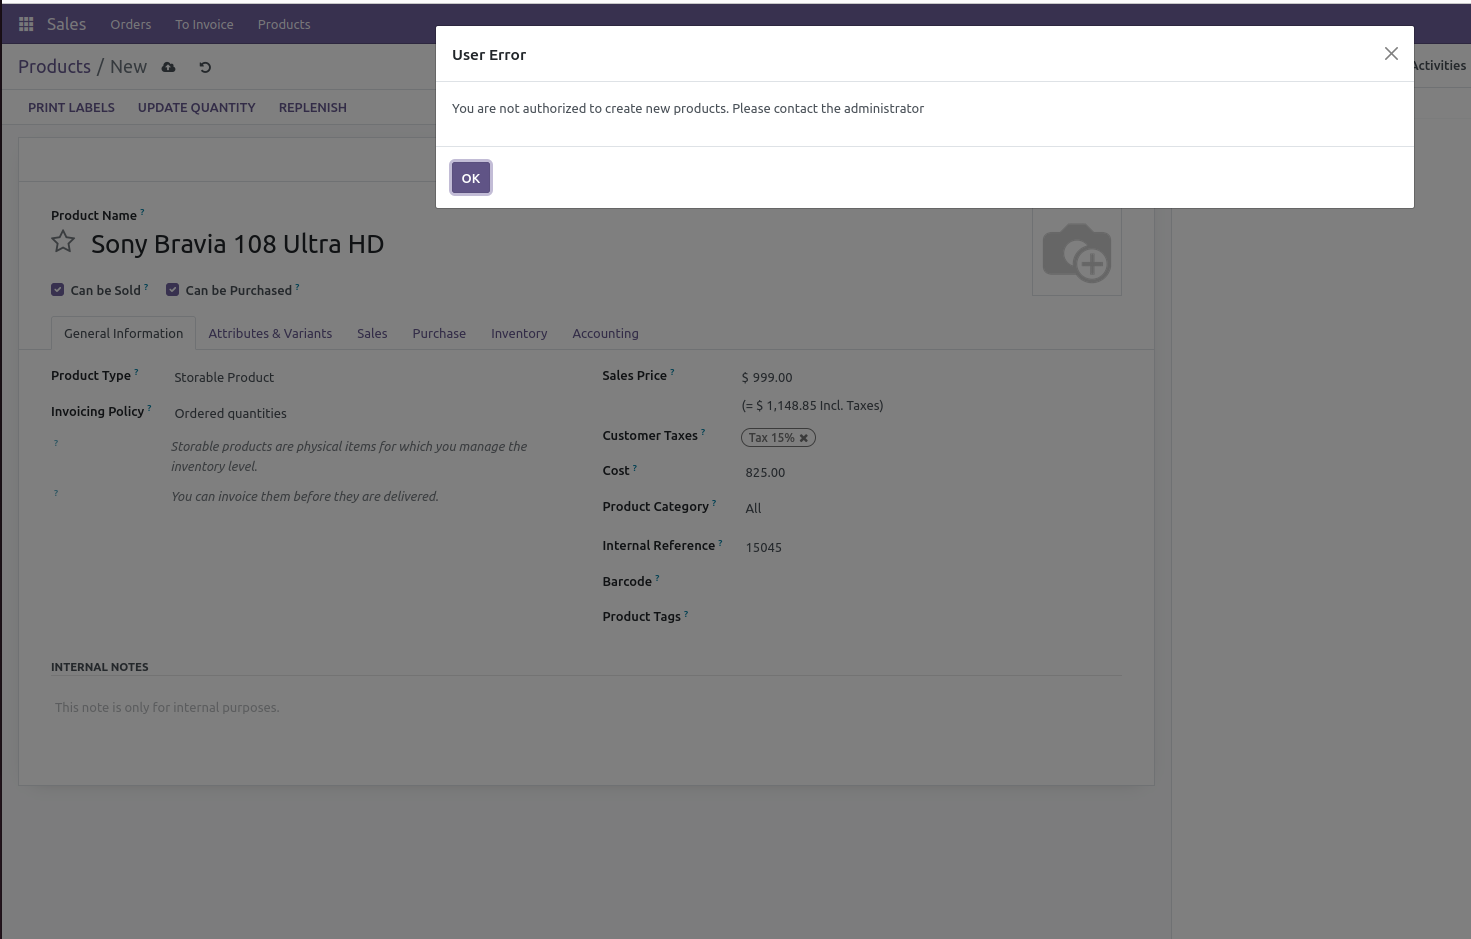 Sales Orders To Invoice Products
Products / New
User Error
Activities
You are not authorized to create new products. Please contact the administrator
OK
PRINT LABELS UPDATE QUANTITY REPLENISH
Product Name ?
Sony Bravia 108 Ultra HD
Can be Sold ? Can be Purchased ?
General Information Attributes & Variants Sales Purchase Inventory Accounting
Product Type ? Storable Product
Invoicing Policy ? Ordered quantities
? Storable products are physical items for which you manage the
inventory level.
? You can invoice them before they are delivered.
Sales Price ? $ 999.00
(= $ 1,148.85 Incl. Taxes)
Customer Taxes ? Tax 15% ✖
Cost ? 825.00
Product Category ? All
Internal Reference ? 15045
Barcode ?
Product Tags ?
INTERNAL NOTES
This note is only for internal purposes.